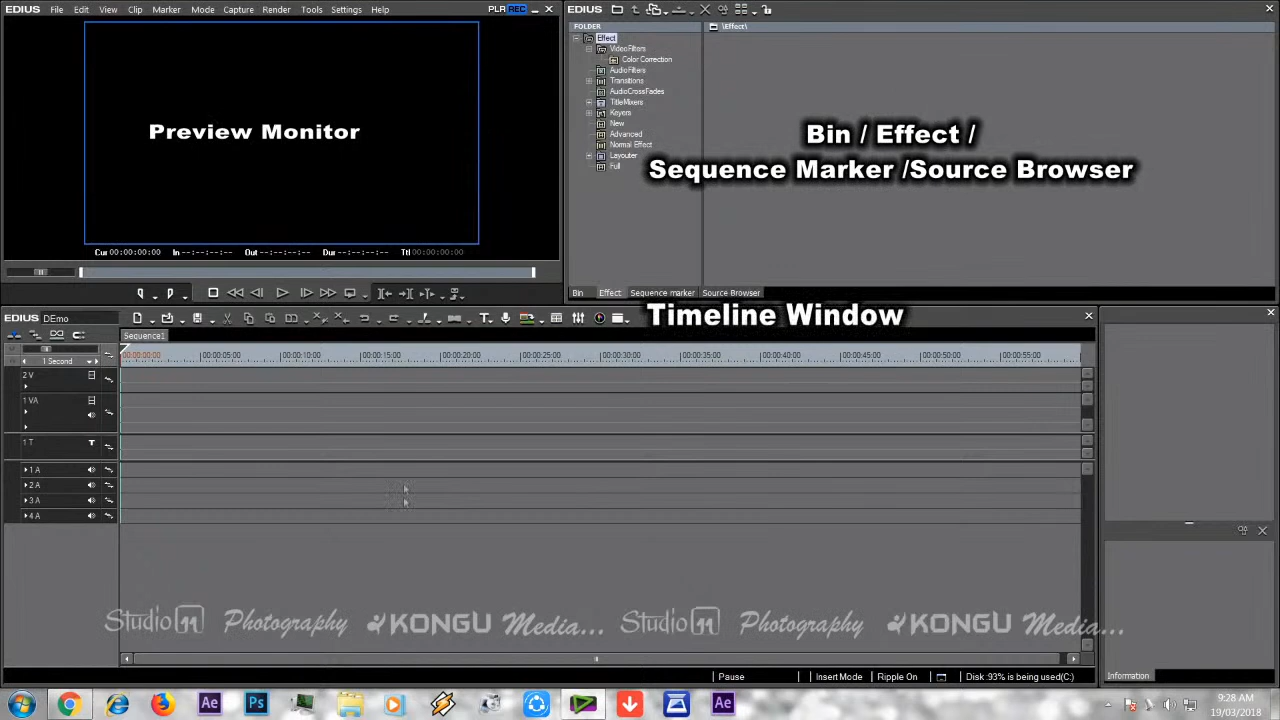 EDIUS File Edit View Clip Marker Mode Capture Render Tools Settings Help PLR REC
EDIUS
FOLDER
\Effect\
Effect
VideoFilters
Color Correction
AudioFilters
Transitions
AudioCrossFades
TitleMixers
Keyers
New
Advanced
Normal Effect
Layouter
Full
Preview Monitor
Bin / Effect /
Sequence Marker /Source Browser
Cur 00:00:00:00 In --:--:--:-- Out --:--:--:-- Dur --:--:--:-- Ttl 00:00:00:00
Bin Effect Sequence marker Source Browser
Timeline Window
EDIUS DEmo
Sequence1
1 Second
00:00:00:00 00:00:05:00 00:00:10:00 00:00:15:00 00:00:20:00 00:00:25:00 00:00:30:00 00:00:35:00 00:00:40:00 00:00:45:00 00:00:50:00 00:00:55:00
2 V
1 VA
1 T T
1 A
2 A
3 A
4 A
Studio 11 Photography KONGU Media... Studio 11 Photography KONGU Media...
Pause Insert Mode Ripple On Disk :93% is being used(C:)
Information
Ae Ps Ae
9:28 AM
19/03/2018